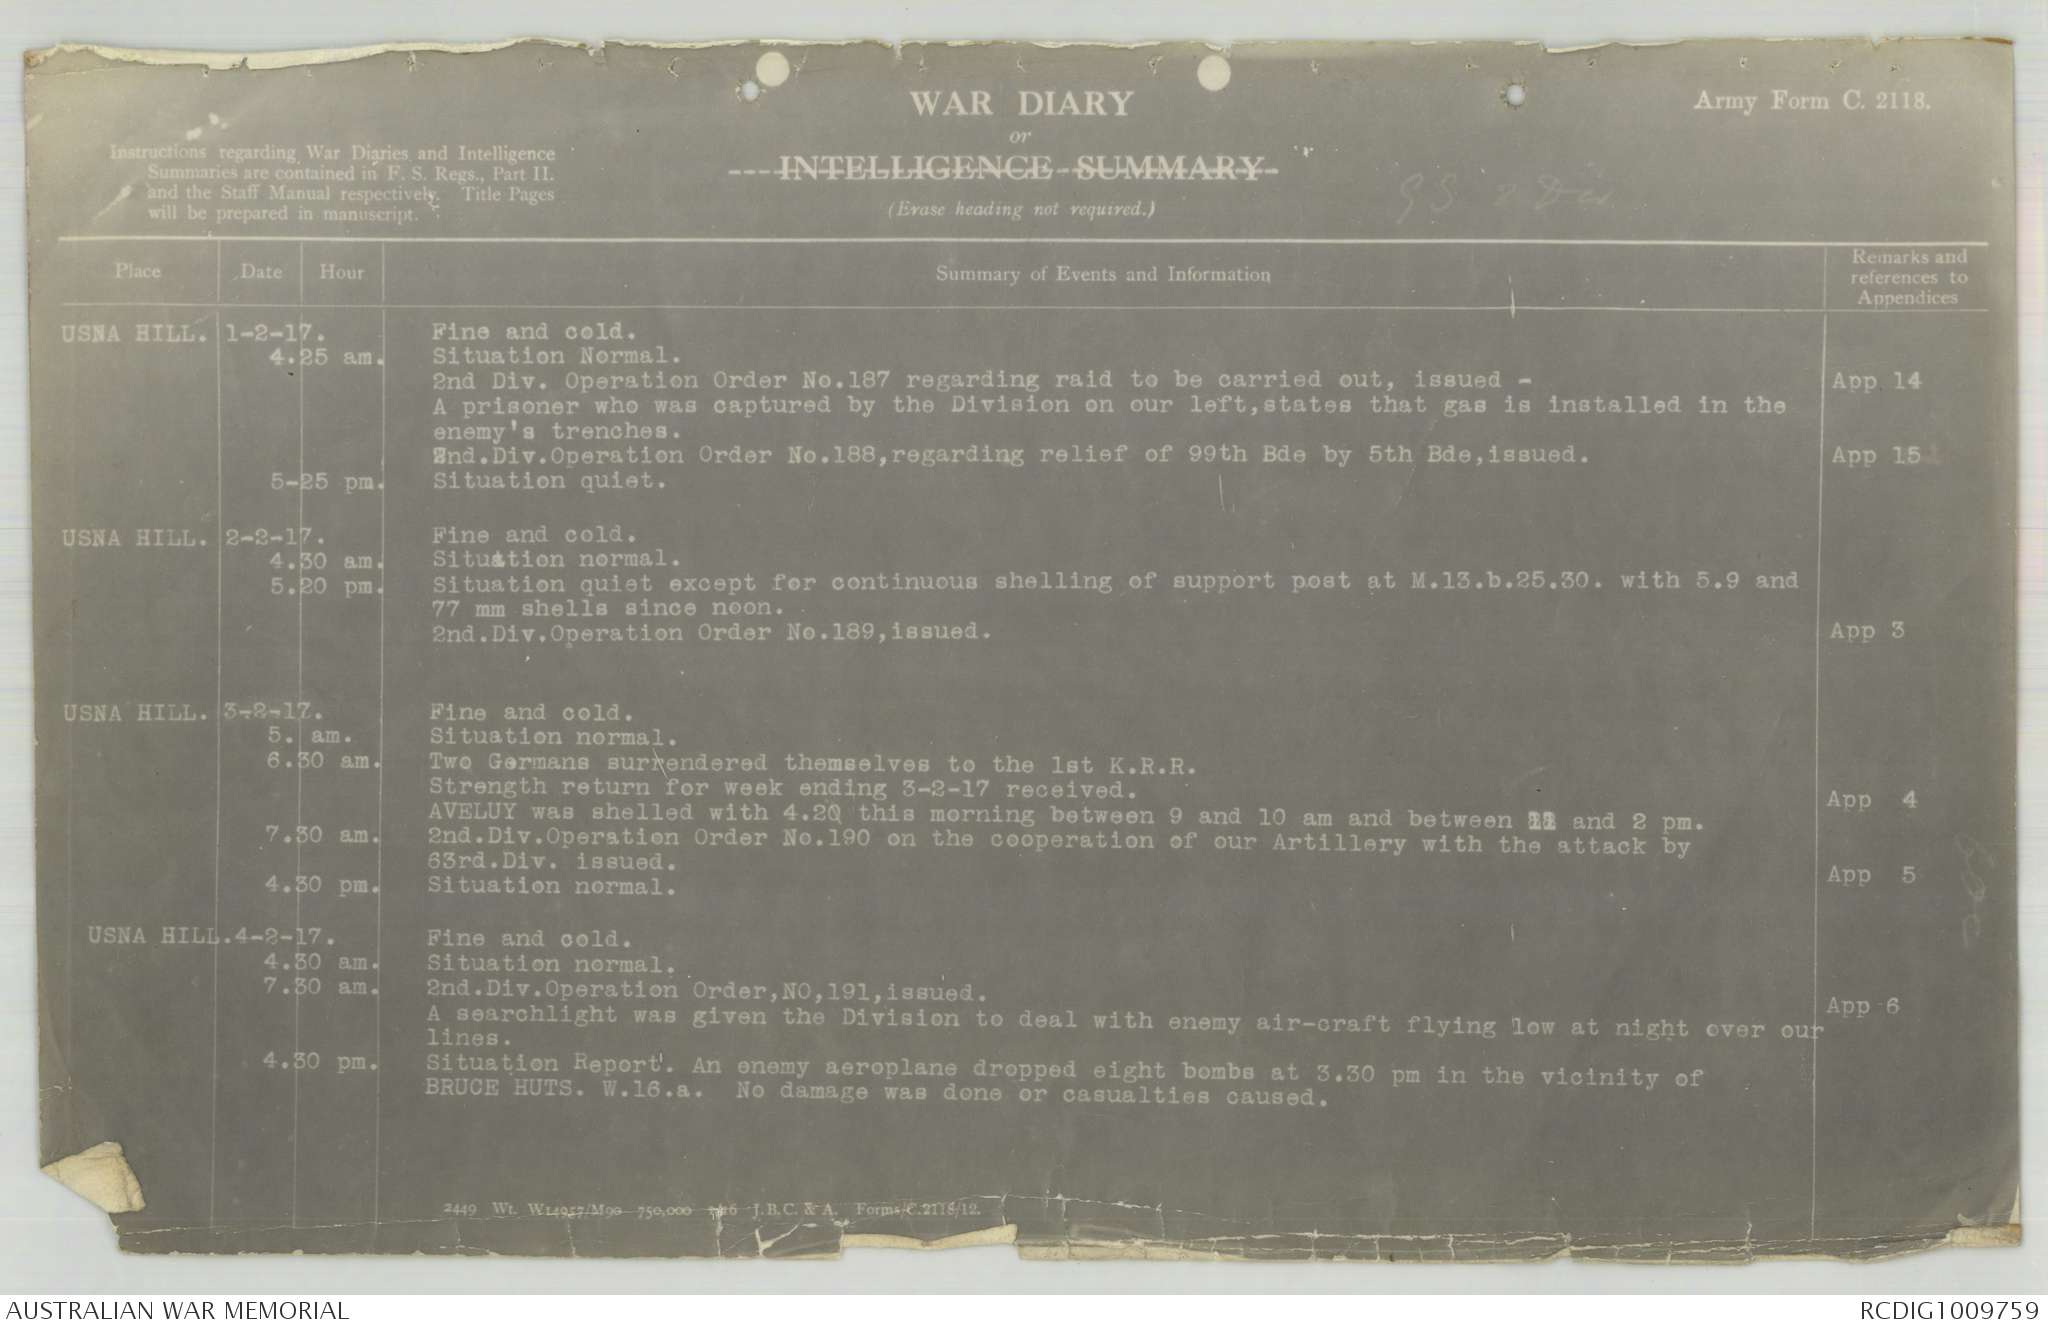 WAR DIARY
or
INTELLIGENCE SUMMARY
(Erase heading not required.)
Army Form C. 2118.
Instructions regarding War Diaries and Intelligence
Summaries are contained in F. S. Regs., Part II.
and the Staff Manual respectively. Title Pages
will be prepared in manuscript.
GS 2 Div
Place Date Hour Summary of Events and Information Remarks and references to Appendices
USNA HILL. 1-2-17. Fine and cold.
4.25 am. Situation Normal.
2nd Div. Operation Order No.187 regarding raid to be carried out, issued - App 14
A prisoner who was captured by the Division on our left,states that gas is installed in the
enemy's trenches.
2nd.Div.Operation Order No.188,regarding relief of 99th Bde by 5th Bde,issued. App 15
5-25 pm. Situation quiet.
USNA HILL. 2-2-17. Fine and cold.
4.30 am. Situation normal.
5.20 pm. Situation quiet except for continuous shelling of support post at M.13.b.25.30. with 5.9 and
77 mm shells since noon.
2nd.Div.Operation Order No.189,issued. App 3
USNA HILL. 3-2-17. Fine and cold.
5. am. Situation normal.
6.30 am. Two Germans surrendered themselves to the 1st K.R.R.
Strength return for week ending 3-2-17 received. App 4
AVELUY was shelled with 4.2Q this morning between 9 and 10 am and between 11 and 2 pm.
7.30 am. 2nd.Div.Operation Order No.190 on the cooperation of our Artillery with the attack by
63rd.Div. issued. App 5
4.30 pm. Situation normal.
USNA HILL. 4-2-17. Fine and cold.
4.30 am. Situation normal.
7.30 am. 2nd.Div.Operation Order,NO,191,issued. App 6
A searchlight was given the Division to deal with enemy air-craft flying low at night over our
lines.
4.30 pm. Situation Report'. An enemy aeroplane dropped eight bombs at 3.30 pm in the vicinity of
BRUCE HUTS. W.16.a. No damage was done or casualties caused.
2449 Wt. W14957/M90 750,000 J.B.C. & A. Forms/C.2118/12.
AUSTRALIAN WAR MEMORIAL
RCDIG1009759